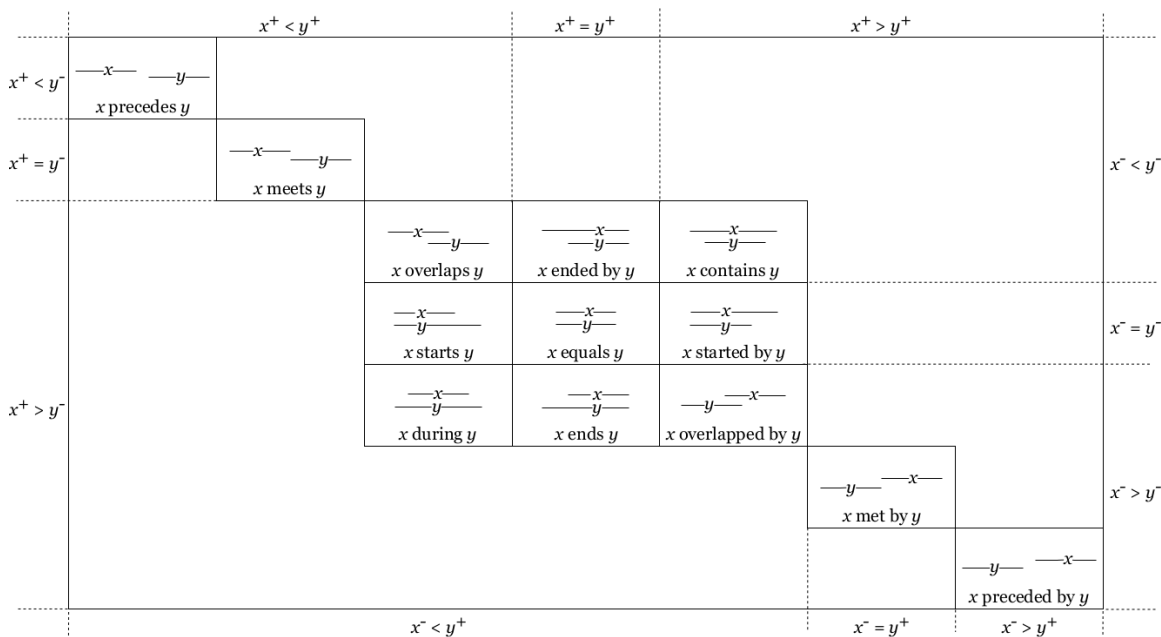 x⁺ < y⁺ x⁺ = y⁺ x⁺ > y⁺
x⁺ < y⁻
x y
x precedes y
x⁺ = y⁻
x y
x⁻ < y⁻
x meets y
x x x
y y y
x overlaps y x ended by y x contains y
x x x
y y y
x⁻ = y⁻
x starts y x equals y x started by y
x⁺ > y⁻
x x x
y y y
x during y x ends y x overlapped by y
y x
x⁻ > y⁻
x met by y
y x
x preceded by y
x⁻ < y⁺ x⁻ = y⁺ x⁻ > y⁺